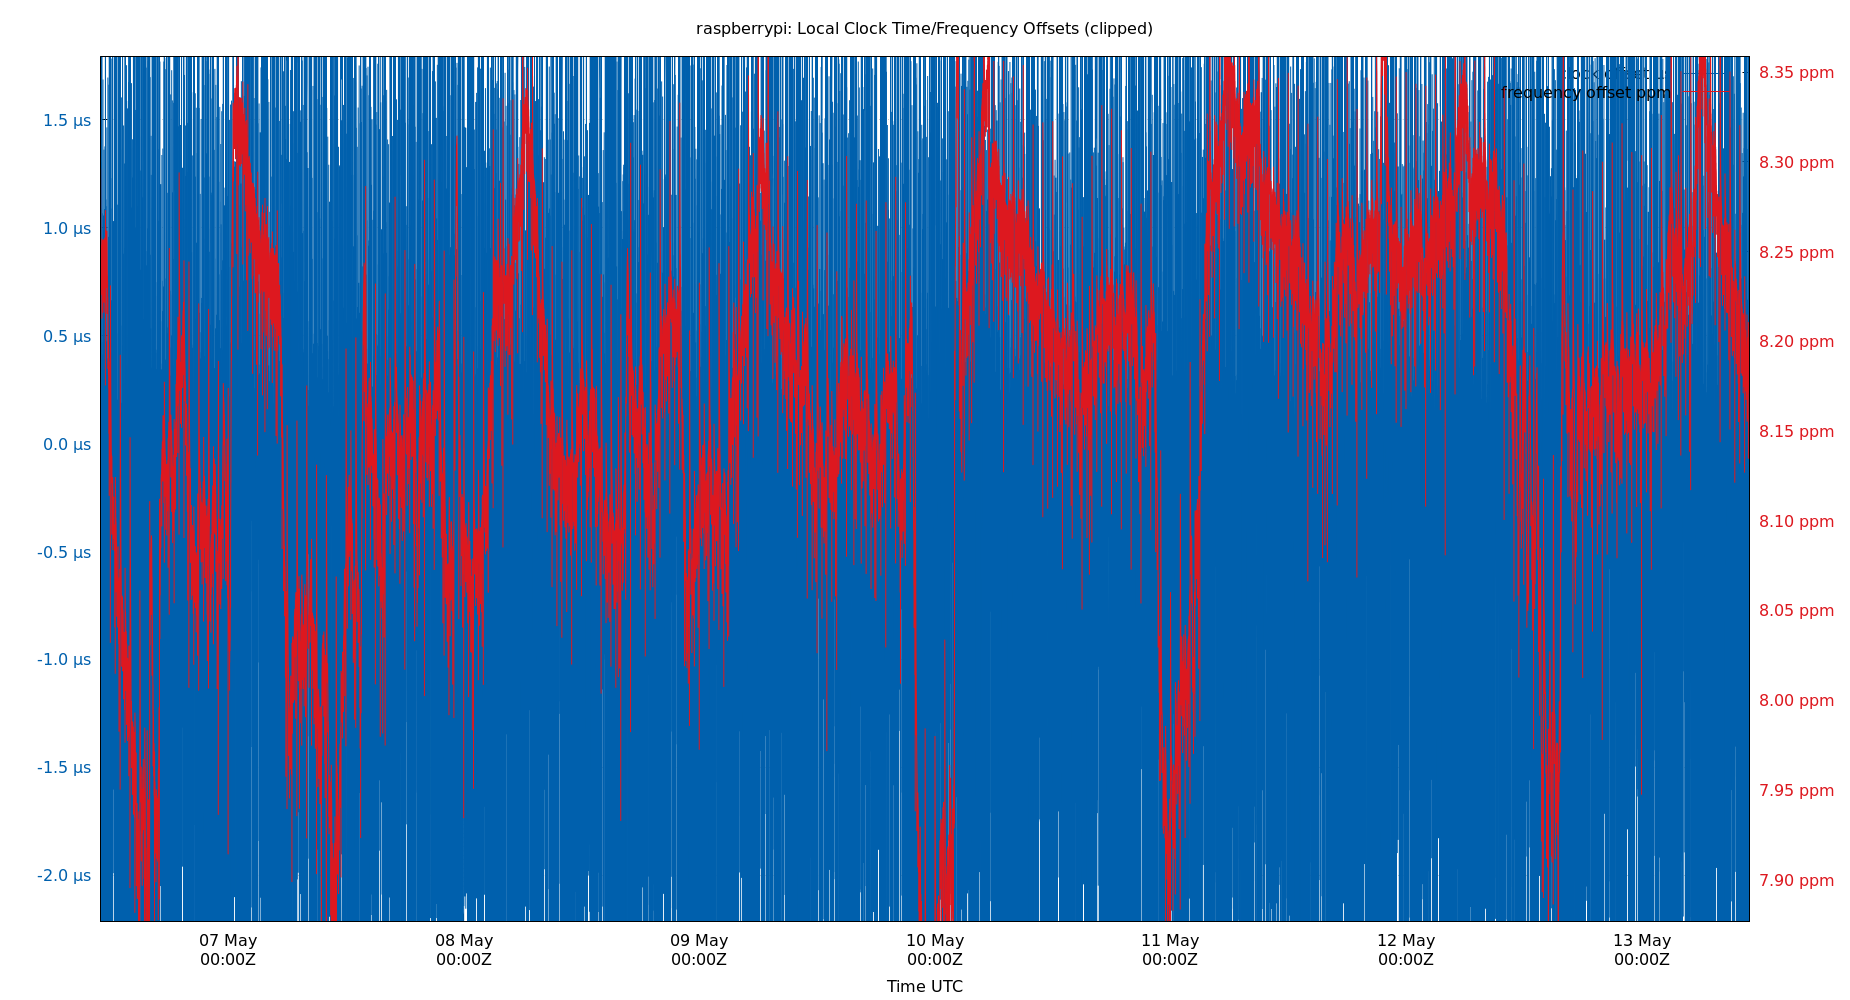 raspberrypi: Local Clock Time/Frequency Offsets (clipped)
frequency offset ppm
1.5 µs
1.0 µs
0.5 µs
0.0 µs
-0.5 µs
-1.0 µs
-1.5 µs
-2.0 µs
8.35 ppm
8.30 ppm
8.25 ppm
8.20 ppm
8.15 ppm
8.10 ppm
8.05 ppm
8.00 ppm
7.95 ppm
7.90 ppm
07 May
00:00Z
08 May
00:00Z
09 May
00:00Z
10 May
00:00Z
11 May
00:00Z
12 May
00:00Z
13 May
00:00Z
Time UTC